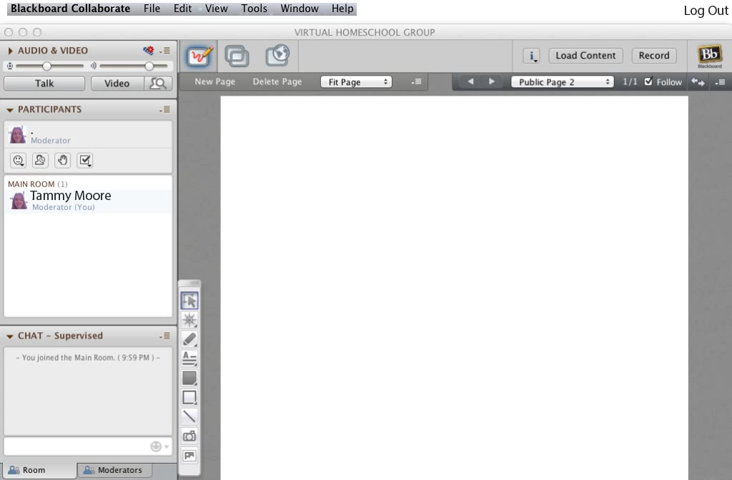 Blackboard Collaborate File Edit View Tools Window Help
Log Out
VIRTUAL HOMESCHOOL GROUP
AUDIO & VIDEO
Talk Video
i Load Content Record
Bb
Blackboard
New Page Delete Page Fit Page Public Page 2 1/1 Follow
PARTICIPANTS
.
Moderator
MAIN ROOM (1)
Tammy Moore
Moderator (You)
A
CHAT – Supervised
– You joined the Main Room. ( 9:59 PM ) –
Room Moderators